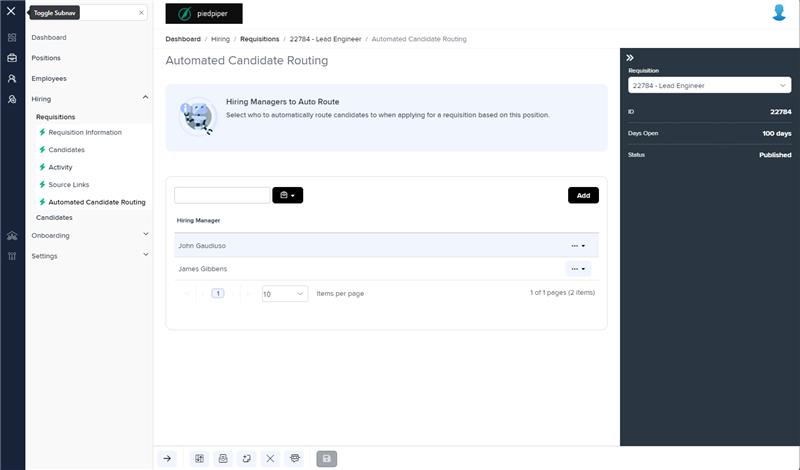 Toggle Subnav
piedpiper
Dashboard
Positions
Employees
Hiring
Requisitions
Requisition Information
Candidates
Activity
Source Links
Automated Candidate Routing
Candidates
Onboarding
Settings
Dashboard / Hiring / Requisitions / 22784 - Lead Engineer / Automated Candidate Routing
Automated Candidate Routing
Hiring Managers to Auto Route
Select who to automatically route candidates to when applying for a requisition based on this position.
Add
Hiring Manager
John Gaudiuso
James Gibbens
1
10
Items per page
1 of 1 pages (2 items)
Requisition
22784 - Lead Engineer
ID 22784
Days Open 100 days
Status Published